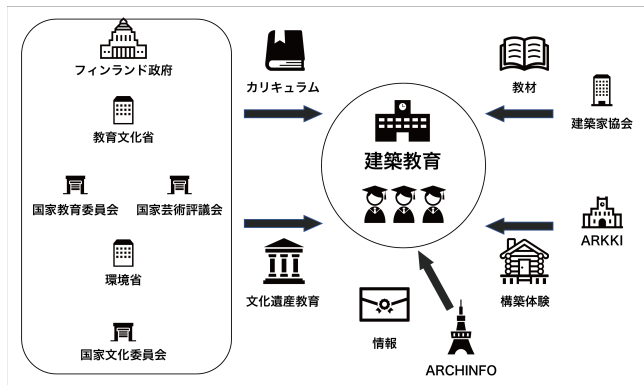 フィンランド政府
教育文化省
国家教育委員会
国家芸術評議会
環境省
国家文化委員会
カリキュラム
文化遺産教育
建築教育
教材
建築家協会
ARKKI
構築体験
情報
ARCHINFO